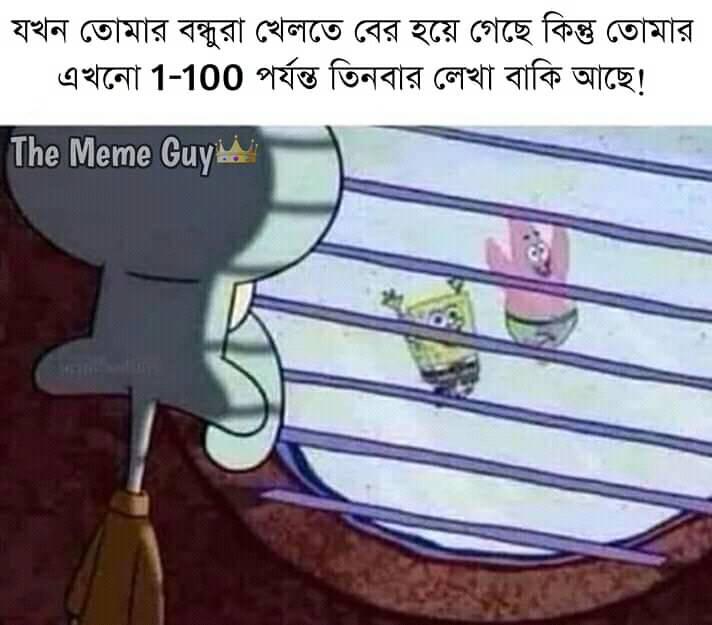 যখন তোমার বন্ধুরা খেলতে বের হয়ে গেছে কিন্তু তোমার
এখনো 1-100 পর্যন্ত তিনবার লেখা বাকি আছে!
The Meme Guy👑